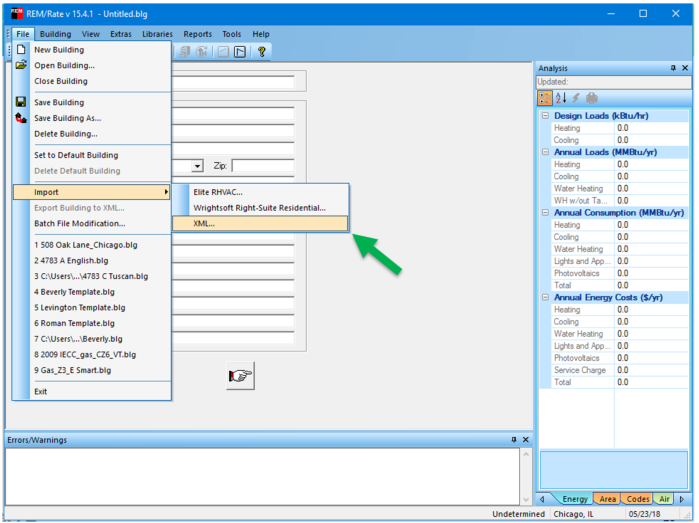 REM/Rate v 15.4.1 - Untitled.blg
File Building View Extras Libraries Reports Tools Help
New Building
Open Building...
Close Building
Save Building
Save Building As...
Delete Building...
Set to Default Building
Delete Default Building
Import
Export Building to XML...
Batch File Modification...
1 508 Oak Lane_Chicago.blg
2 4783 A English.blg
3 C:\Users\...\4783 C Tuscan.blg
4 Beverly Template.blg
5 Levington Template.blg
6 Roman Template.blg
7 C:\Users\...\Beverly.blg
8 2009 IECC_gas_CZ6_VT.blg
9 Gas_Z3_E Smart.blg
Exit
Elite RHVAC...
Wrightsoft Right-Suite Residential...
XML...
Zip:
Analysis
Updated:
Design Loads (kBtu/hr)
Heating 0.0
Cooling 0.0
Annual Loads (MMBtu/yr)
Heating 0.0
Cooling 0.0
Water Heating 0.0
WH w/out Ta... 0.0
Annual Consumption (MMBtu/yr)
Heating 0.0
Cooling 0.0
Water Heating 0.0
Lights and App... 0.0
Photovoltaics 0.0
Total 0.0
Annual Energy Costs ($/yr)
Heating 0.0
Cooling 0.0
Water Heating 0.0
Lights and App... 0.0
Photovoltaics 0.0
Service Charge 0.0
Total 0.0
Energy Area Codes Air
Errors/Warnings
Undetermined Chicago, IL 05/23/18